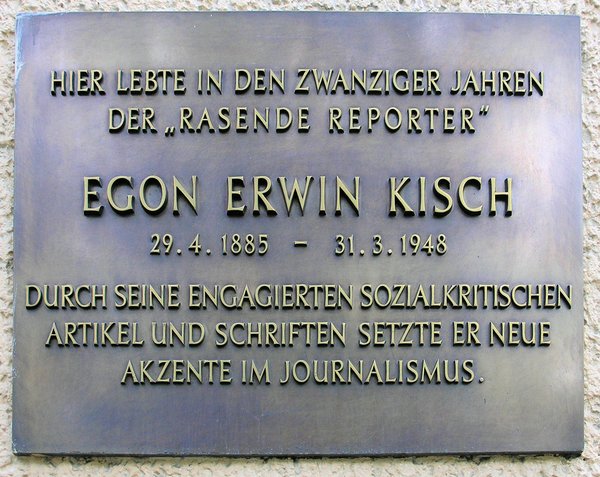 HIER LEBTE IN DEN ZWANZIGER JAHREN
DER „RASENDE REPORTER“
EGON ERWIN KISCH
29. 4. 1885 – 31. 3. 1948
DURCH SEINE ENGAGIERTEN SOZIALKRITISCHEN
ARTIKEL UND SCHRIFTEN SETZTE ER NEUE
AKZENTE IM JOURNALISMUS.